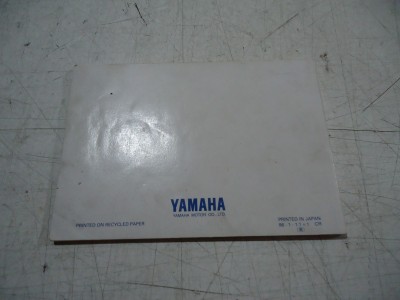 YAMAHA
YAMAHA MOTOR CO., LTD.
PRINTED ON RECYCLED PAPER
PRINTED IN JAPAN